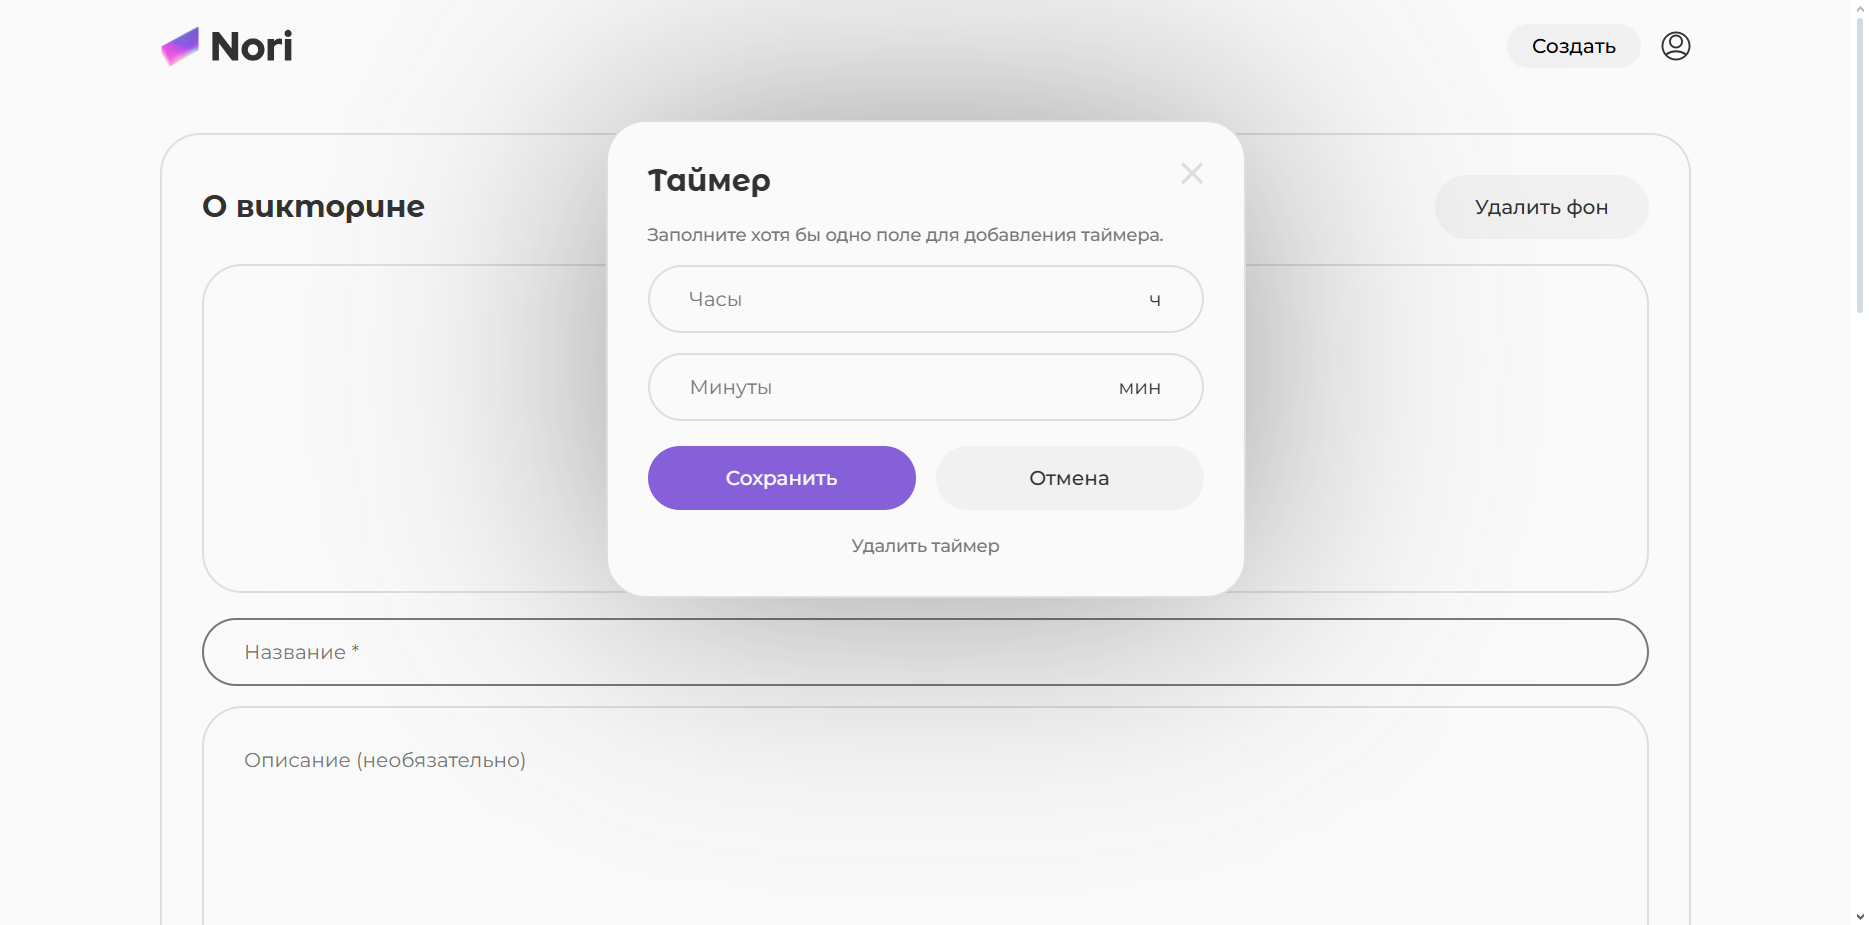 Nori
Создать
О викторине
Удалить фон
Таймер
Заполните хотя бы одно поле для добавления таймера.
Часы ч
Минуты мин
Сохранить Отмена
Удалить таймер
Название *
Описание (необязательно)